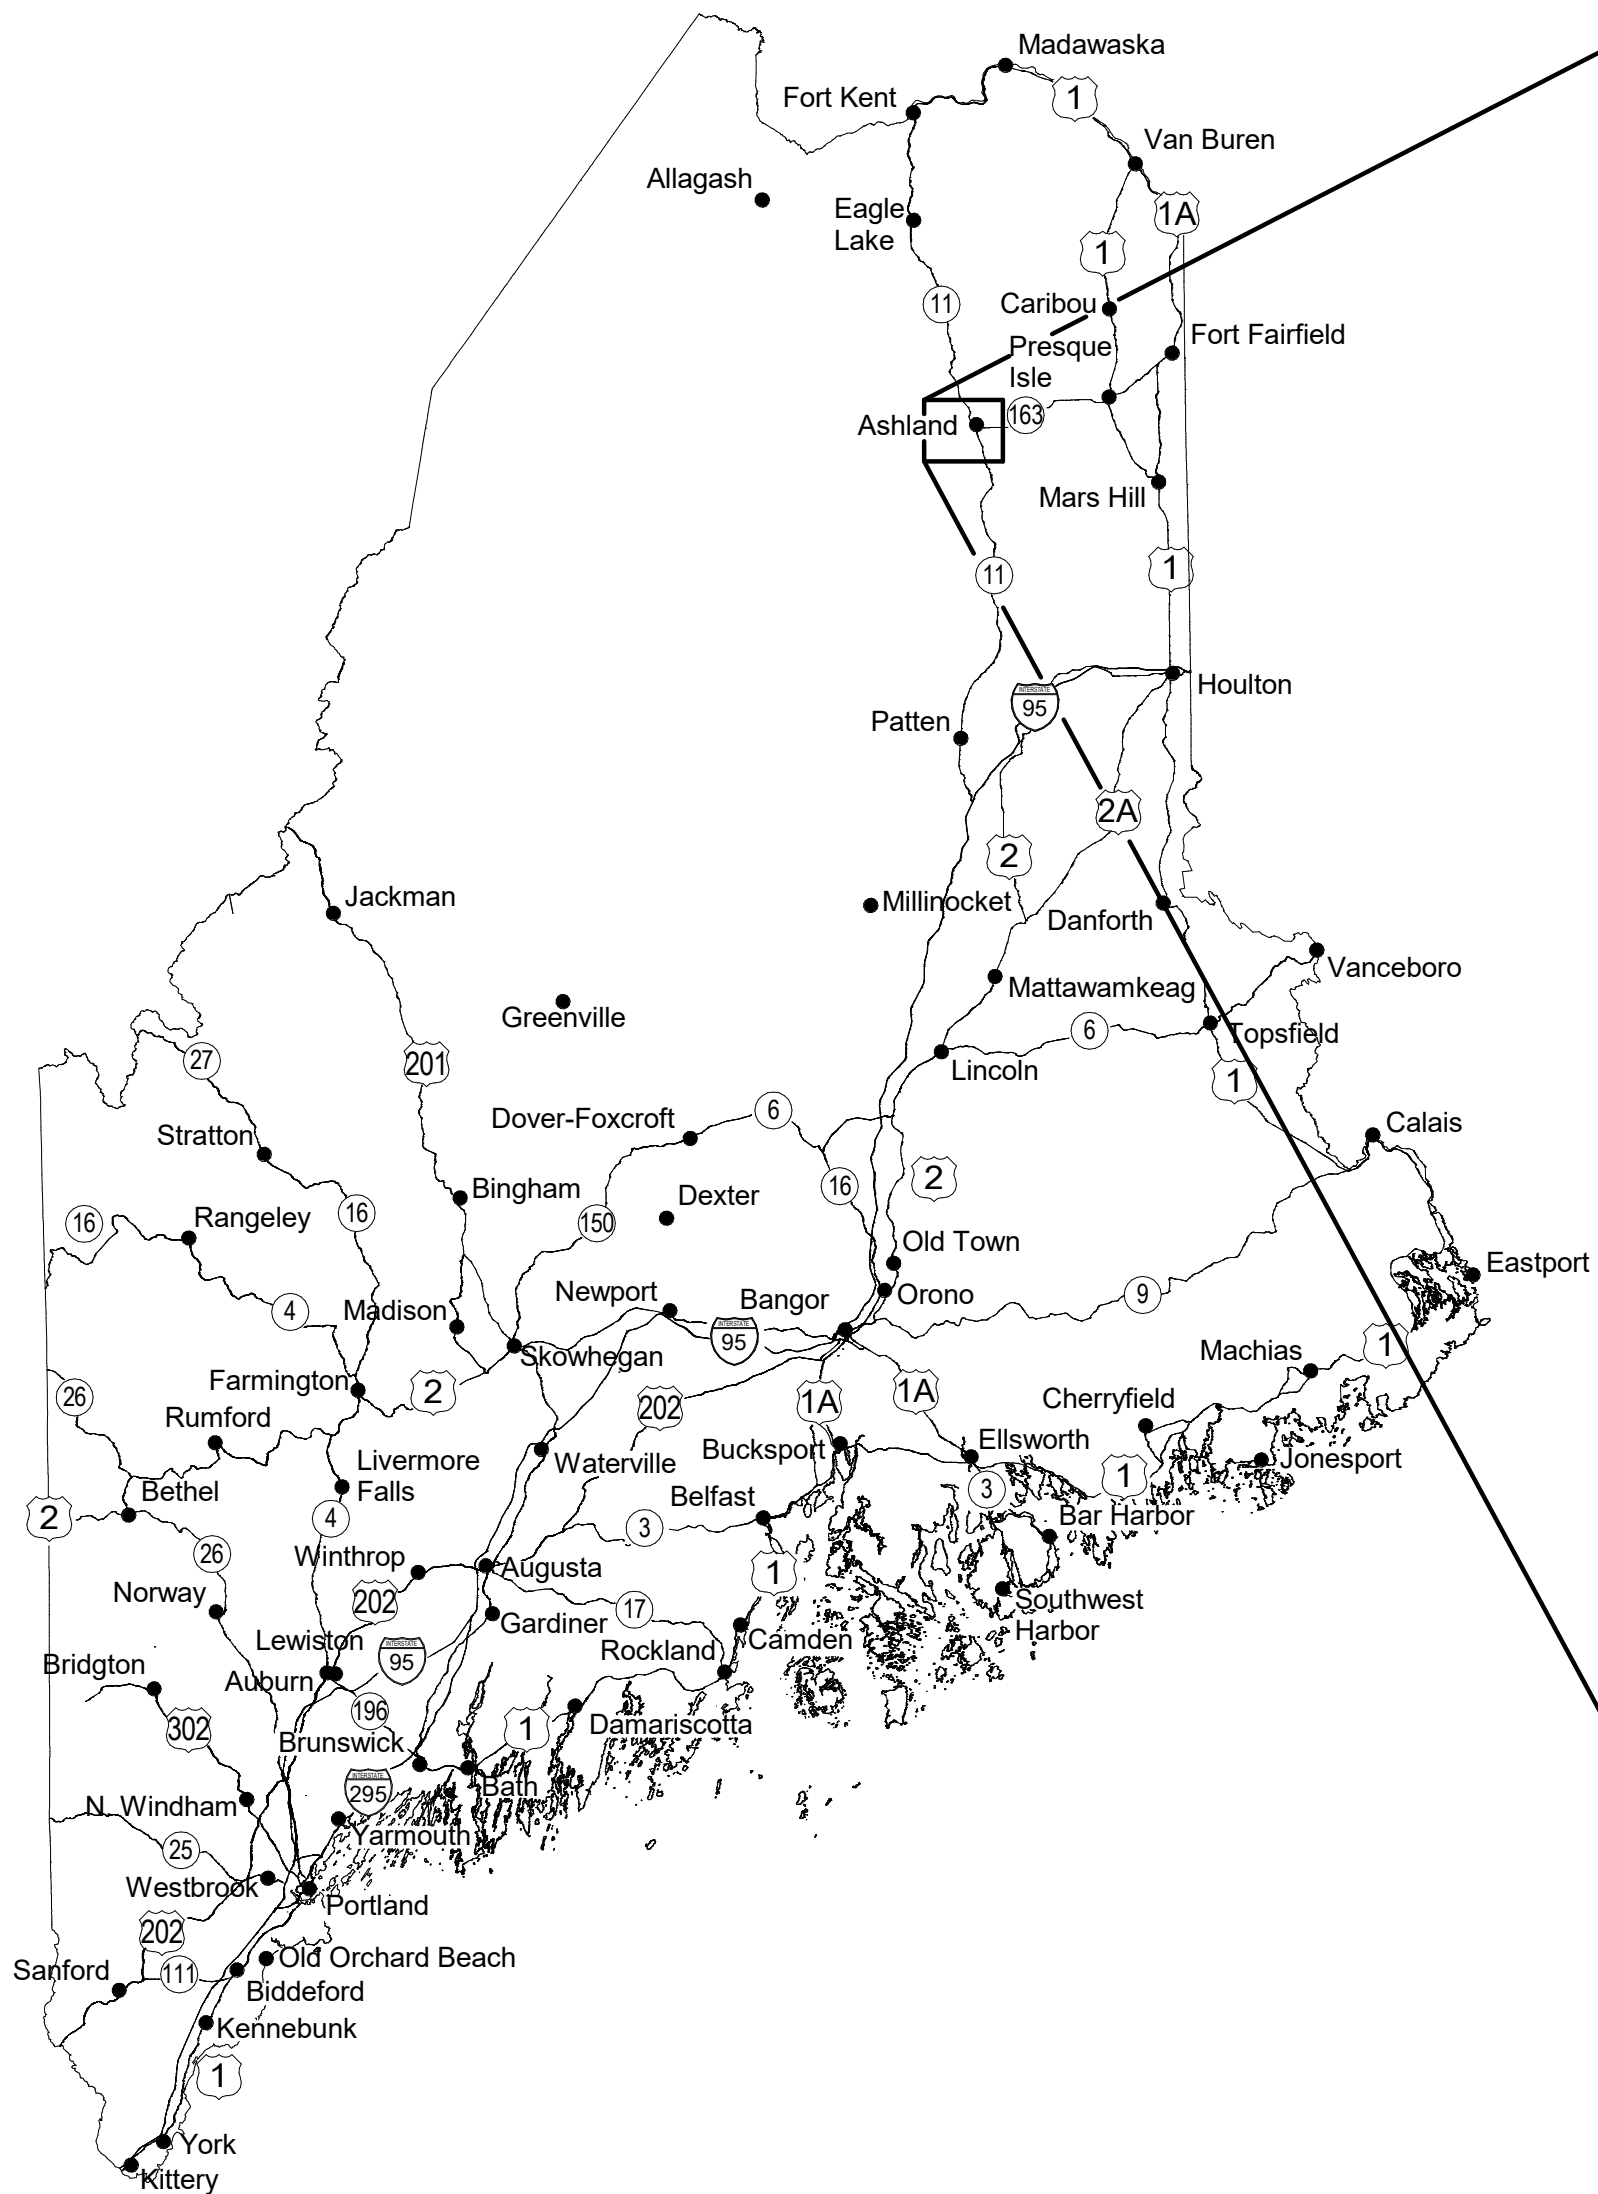 Madawaska
1
Fort Kent
Van Buren
Allagash
Eagle
Lake
1A
1
11
Caribou
Fort Fairfield
Presque
Isle
163
Ashland
Mars Hill
1
11
Houlton
INTERSTATE
95
Patten
2A
2
Jackman
Millinocket
Danforth
Vanceboro
Mattawamkeag
Greenville
6
Topsfield
27
201
Lincoln
1
6
Dover-Foxcroft
Calais
Stratton
2
16
Bingham
Dexter
16
Rangeley
16
150
Old Town
Eastport
Newport
Bangor
Orono
9
4
Madison
INTERSTATE
95
1
Skowhegan
Machias
Farmington
2
1A
1A
26
202
Cherryfield
Rumford
Bucksport
Ellsworth
Livermore
Falls
Waterville
Jonesport
1
Bethel
3
2
4
Belfast
3
Bar Harbor
26
Winthrop
Augusta
1
Norway
202
17
Southwest
Harbor
Gardiner
Lewiston
INTERSTATE
95
Rockland
Camden
Bridgton
Auburn
196
302
1
Damariscotta
Brunswick
INTERSTATE
295
Bath
N. Windham
Yarmouth
25
Westbrook
Portland
202
Old Orchard Beach
Sanford
111
Biddeford
Kennebunk
1
York
Kittery